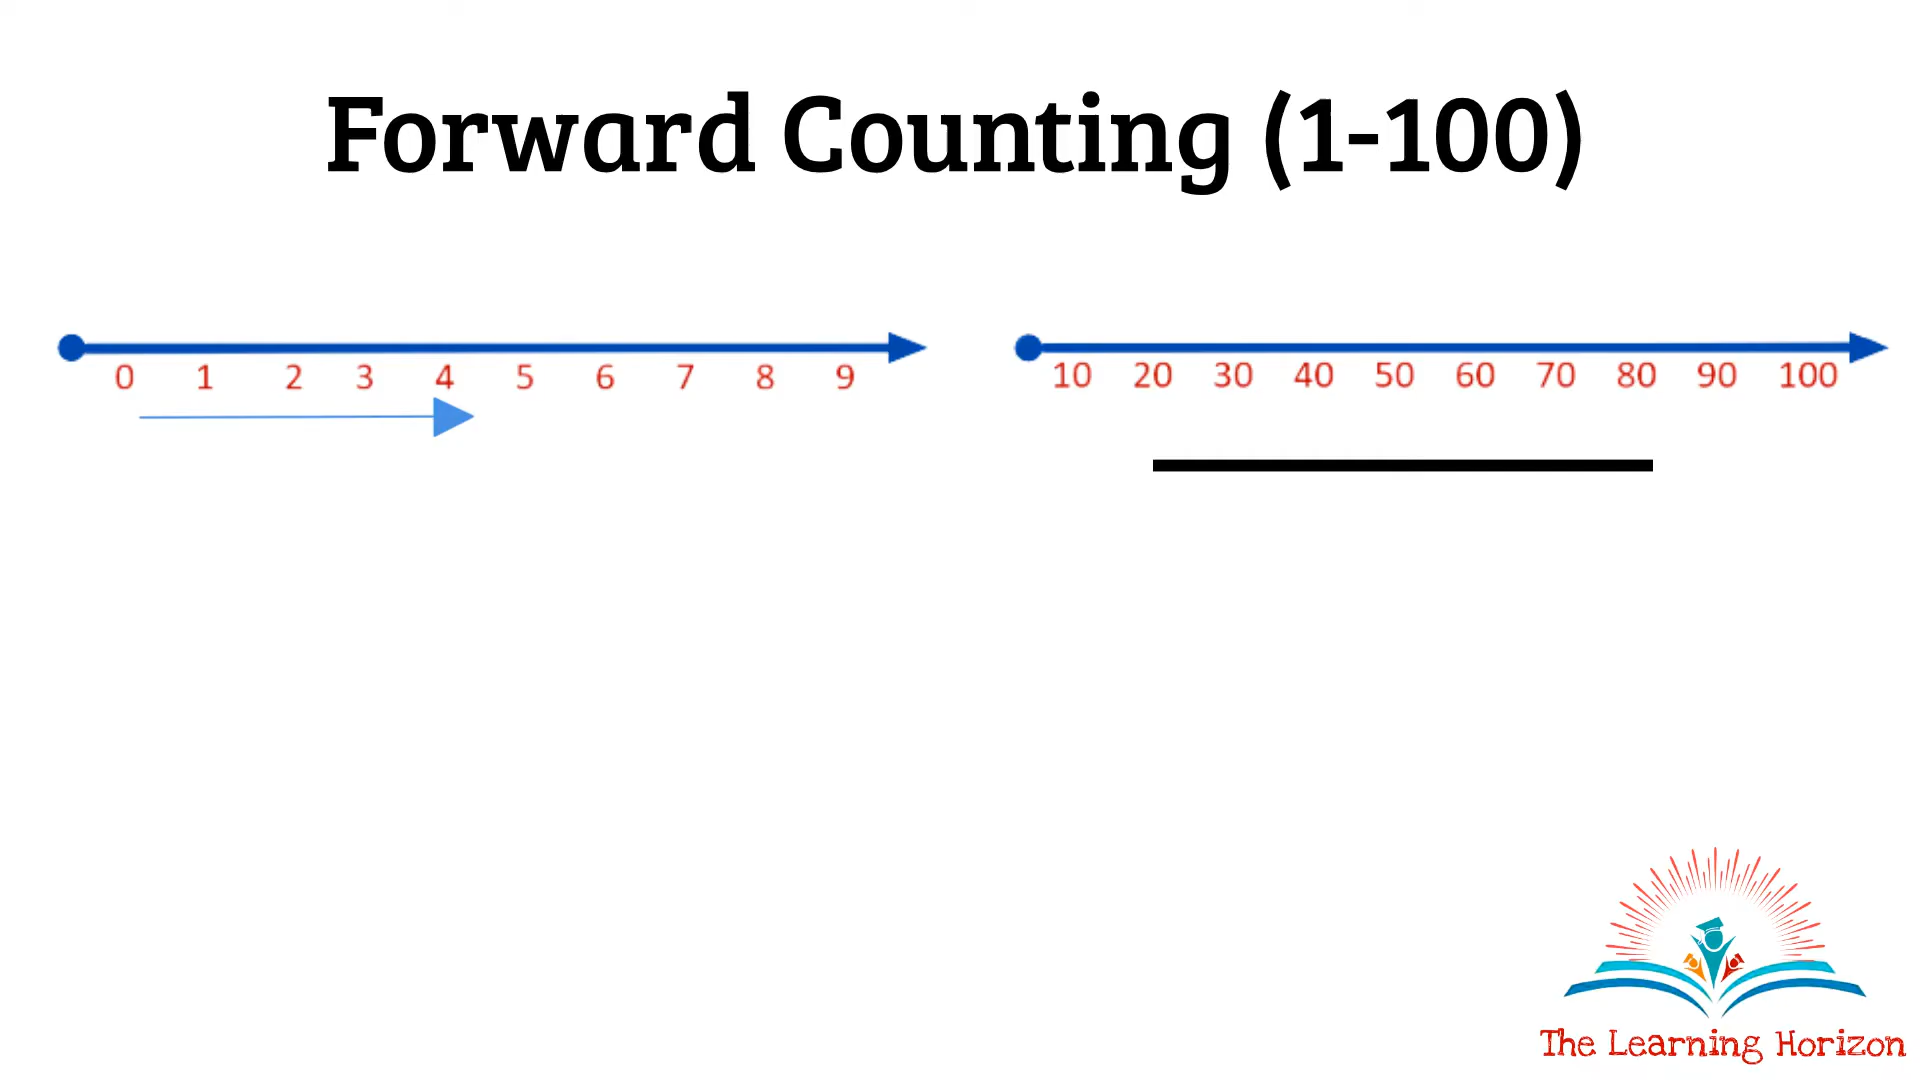 Forward Counting (1-100)
0 1 2 3 4 5 6 7 8 9
10 20 30 40 50 60 70 80 90 100
The Learning Horizon